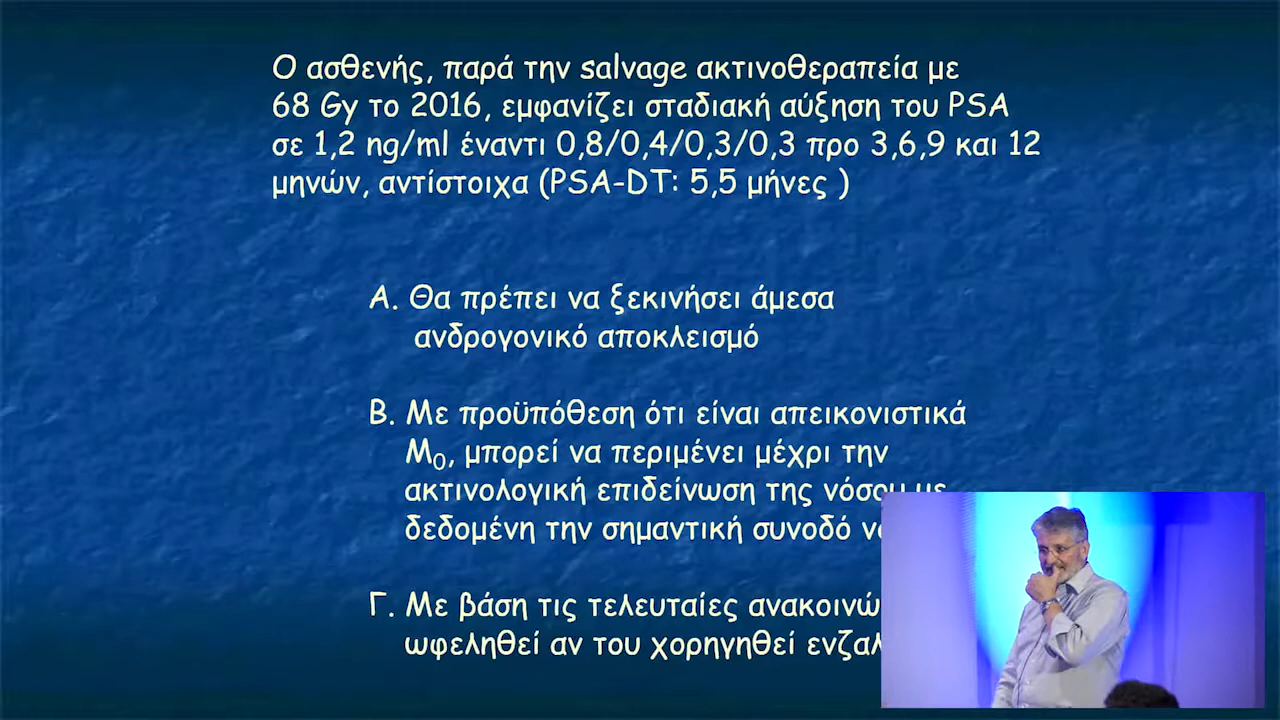 Ο ασθενής, παρά την salvage ακτινοθεραπεία με
68 Gy το 2016, εμφανίζει σταδιακή αύξηση του PSA
σε 1,2 ng/ml έναντι 0,8/0,4/0,3/0,3 προ 3,6,9 και 12
μηνών, αντίστοιχα (PSA-DT: 5,5 μήνες )
Α. Θα πρέπει να ξεκινήσει άμεσα
ανδρογονικό αποκλεισμό
Β. Με προϋπόθεση ότι είναι απεικονιστικά
Μ₀, μπορεί να περιμένει μέχρι την
ακτινολογική επιδείνωση της νόσου με
δεδομένη την σημαντική συνοδό
Γ. Με βάση τις τελευταίες
ωφεληθεί αν του χορηγηθεί